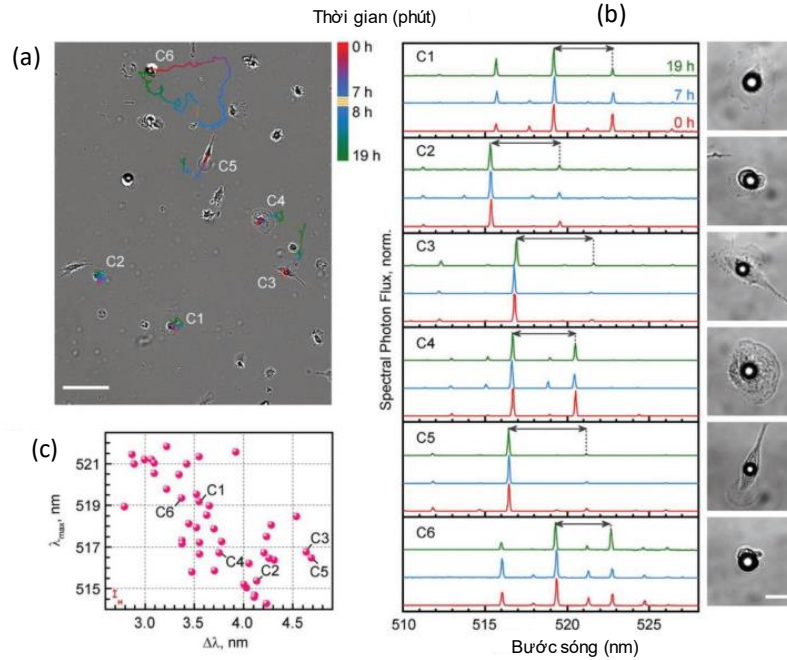 Thời gian (phút)
(a)
C6
C5
C4
C3
C2
C1
0 h
7 h
8 h
19 h
(b)
C1
19 h
7 h
0 h
C2
C3
C4
C5
C6
Spectral Photon Flux, norm.
510
515
520
528
Bước sóng (nm)
(c)
521
519
517
515
λmax, nm
C1
C6
C4
C2
C3
C5
3.0
3.5
4.0
4.5
Δλ, nm